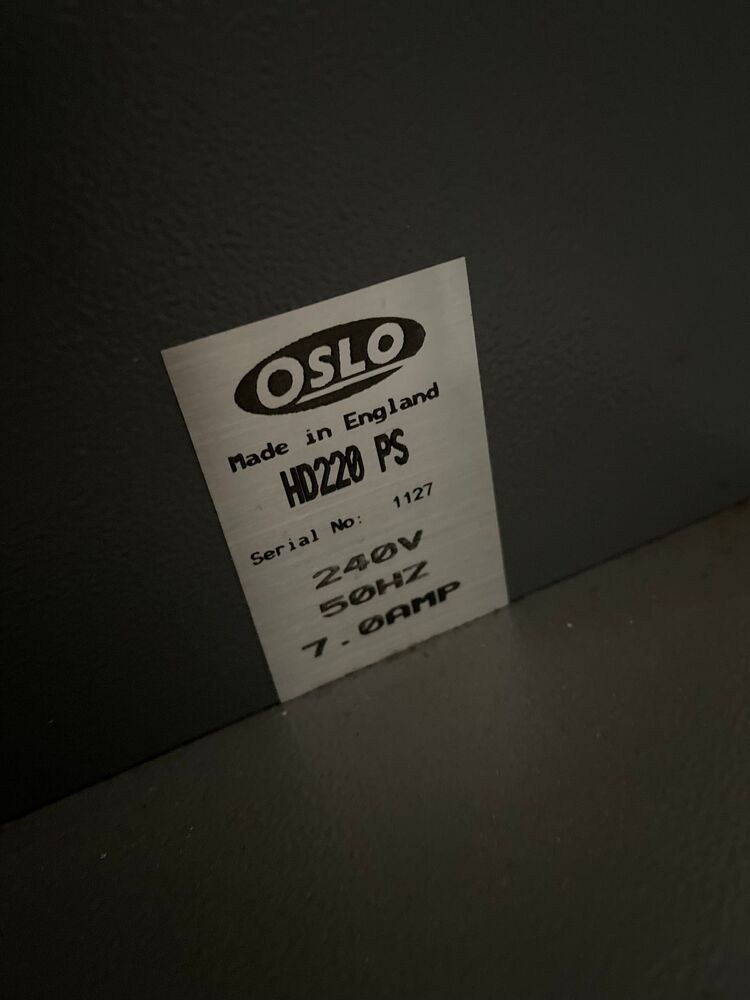 OSLO
Made in England
HD220 PS
Serial No: 1127
240V
50HZ
7.0AMP